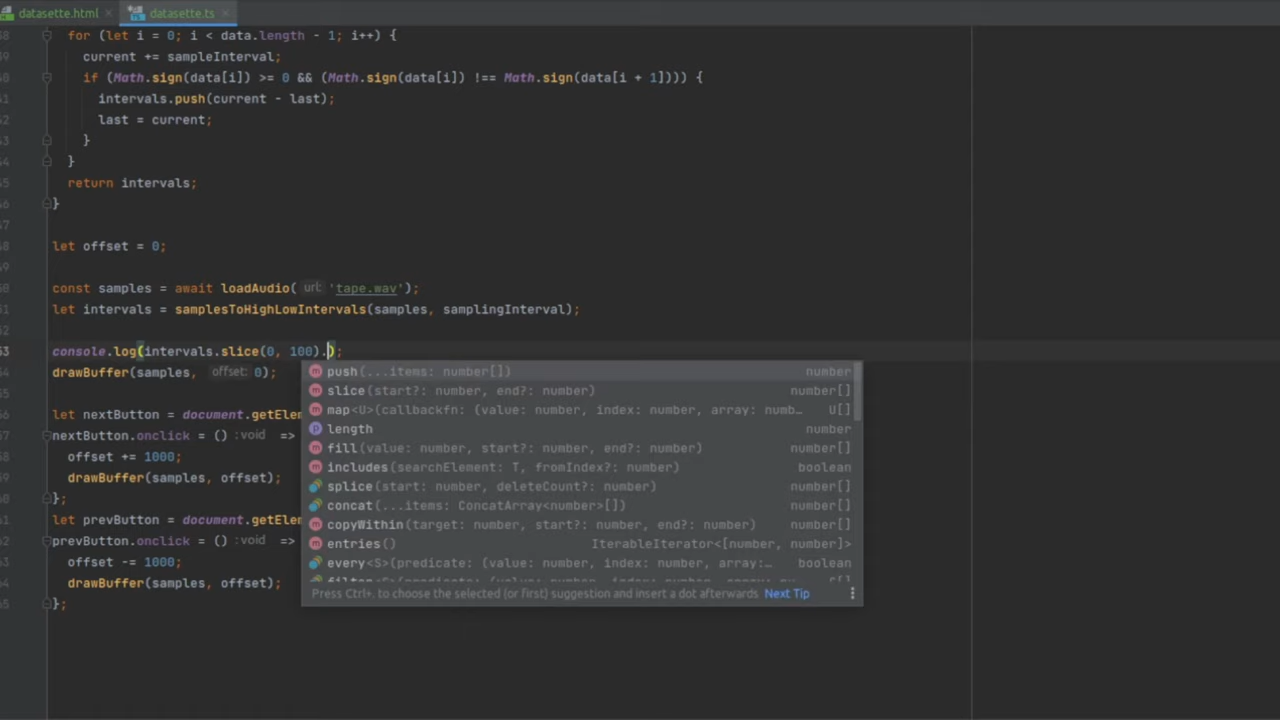 datasette.html
datasette.ts
for (let i = 0; i < data.length - 1; i++) {
current += sampleInterval;
if (Math.sign(data[i]) >= 0 && (Math.sign(data[i]) !== Math.sign(data[i + 1]))) {
intervals.push(current - last);
last = current;
}
}
return intervals;
}
let offset = 0;
const samples = await loadAudio( url: 'tape.wav');
let intervals = samplesToHighLowIntervals(samples, samplingInterval);
console.log(intervals.slice(0, 100).);
drawBuffer(samples, offset: 0);
push(...items: number[]) number
slice(start?: number, end?: number) number[]
map<U>(callbackfn: (value: number, index: number, array: numb… U[]
length number
fill(value: number, start?: number, end?: number) number[]
includes(searchElement: T, fromIndex?: number) boolean
splice(start: number, deleteCount?: number) number[]
concat(...items: ConcatArray<number>[]) number[]
copyWithin(target: number, start?: number, end?: number) number[]
entries() IterableIterator<[number, number]>
every<S>(predicate: (value: number, index: number, array:… boolean
Press Ctrl+. to choose the selected (or first) suggestion and insert a dot afterwards Next Tip
let nextButton = document.getElem
nextButton.onclick = () : void =>
offset += 1000;
drawBuffer(samples, offset);
};
let prevButton = document.getElem
prevButton.onclick = () : void =>
offset -= 1000;
drawBuffer(samples, offset);
};